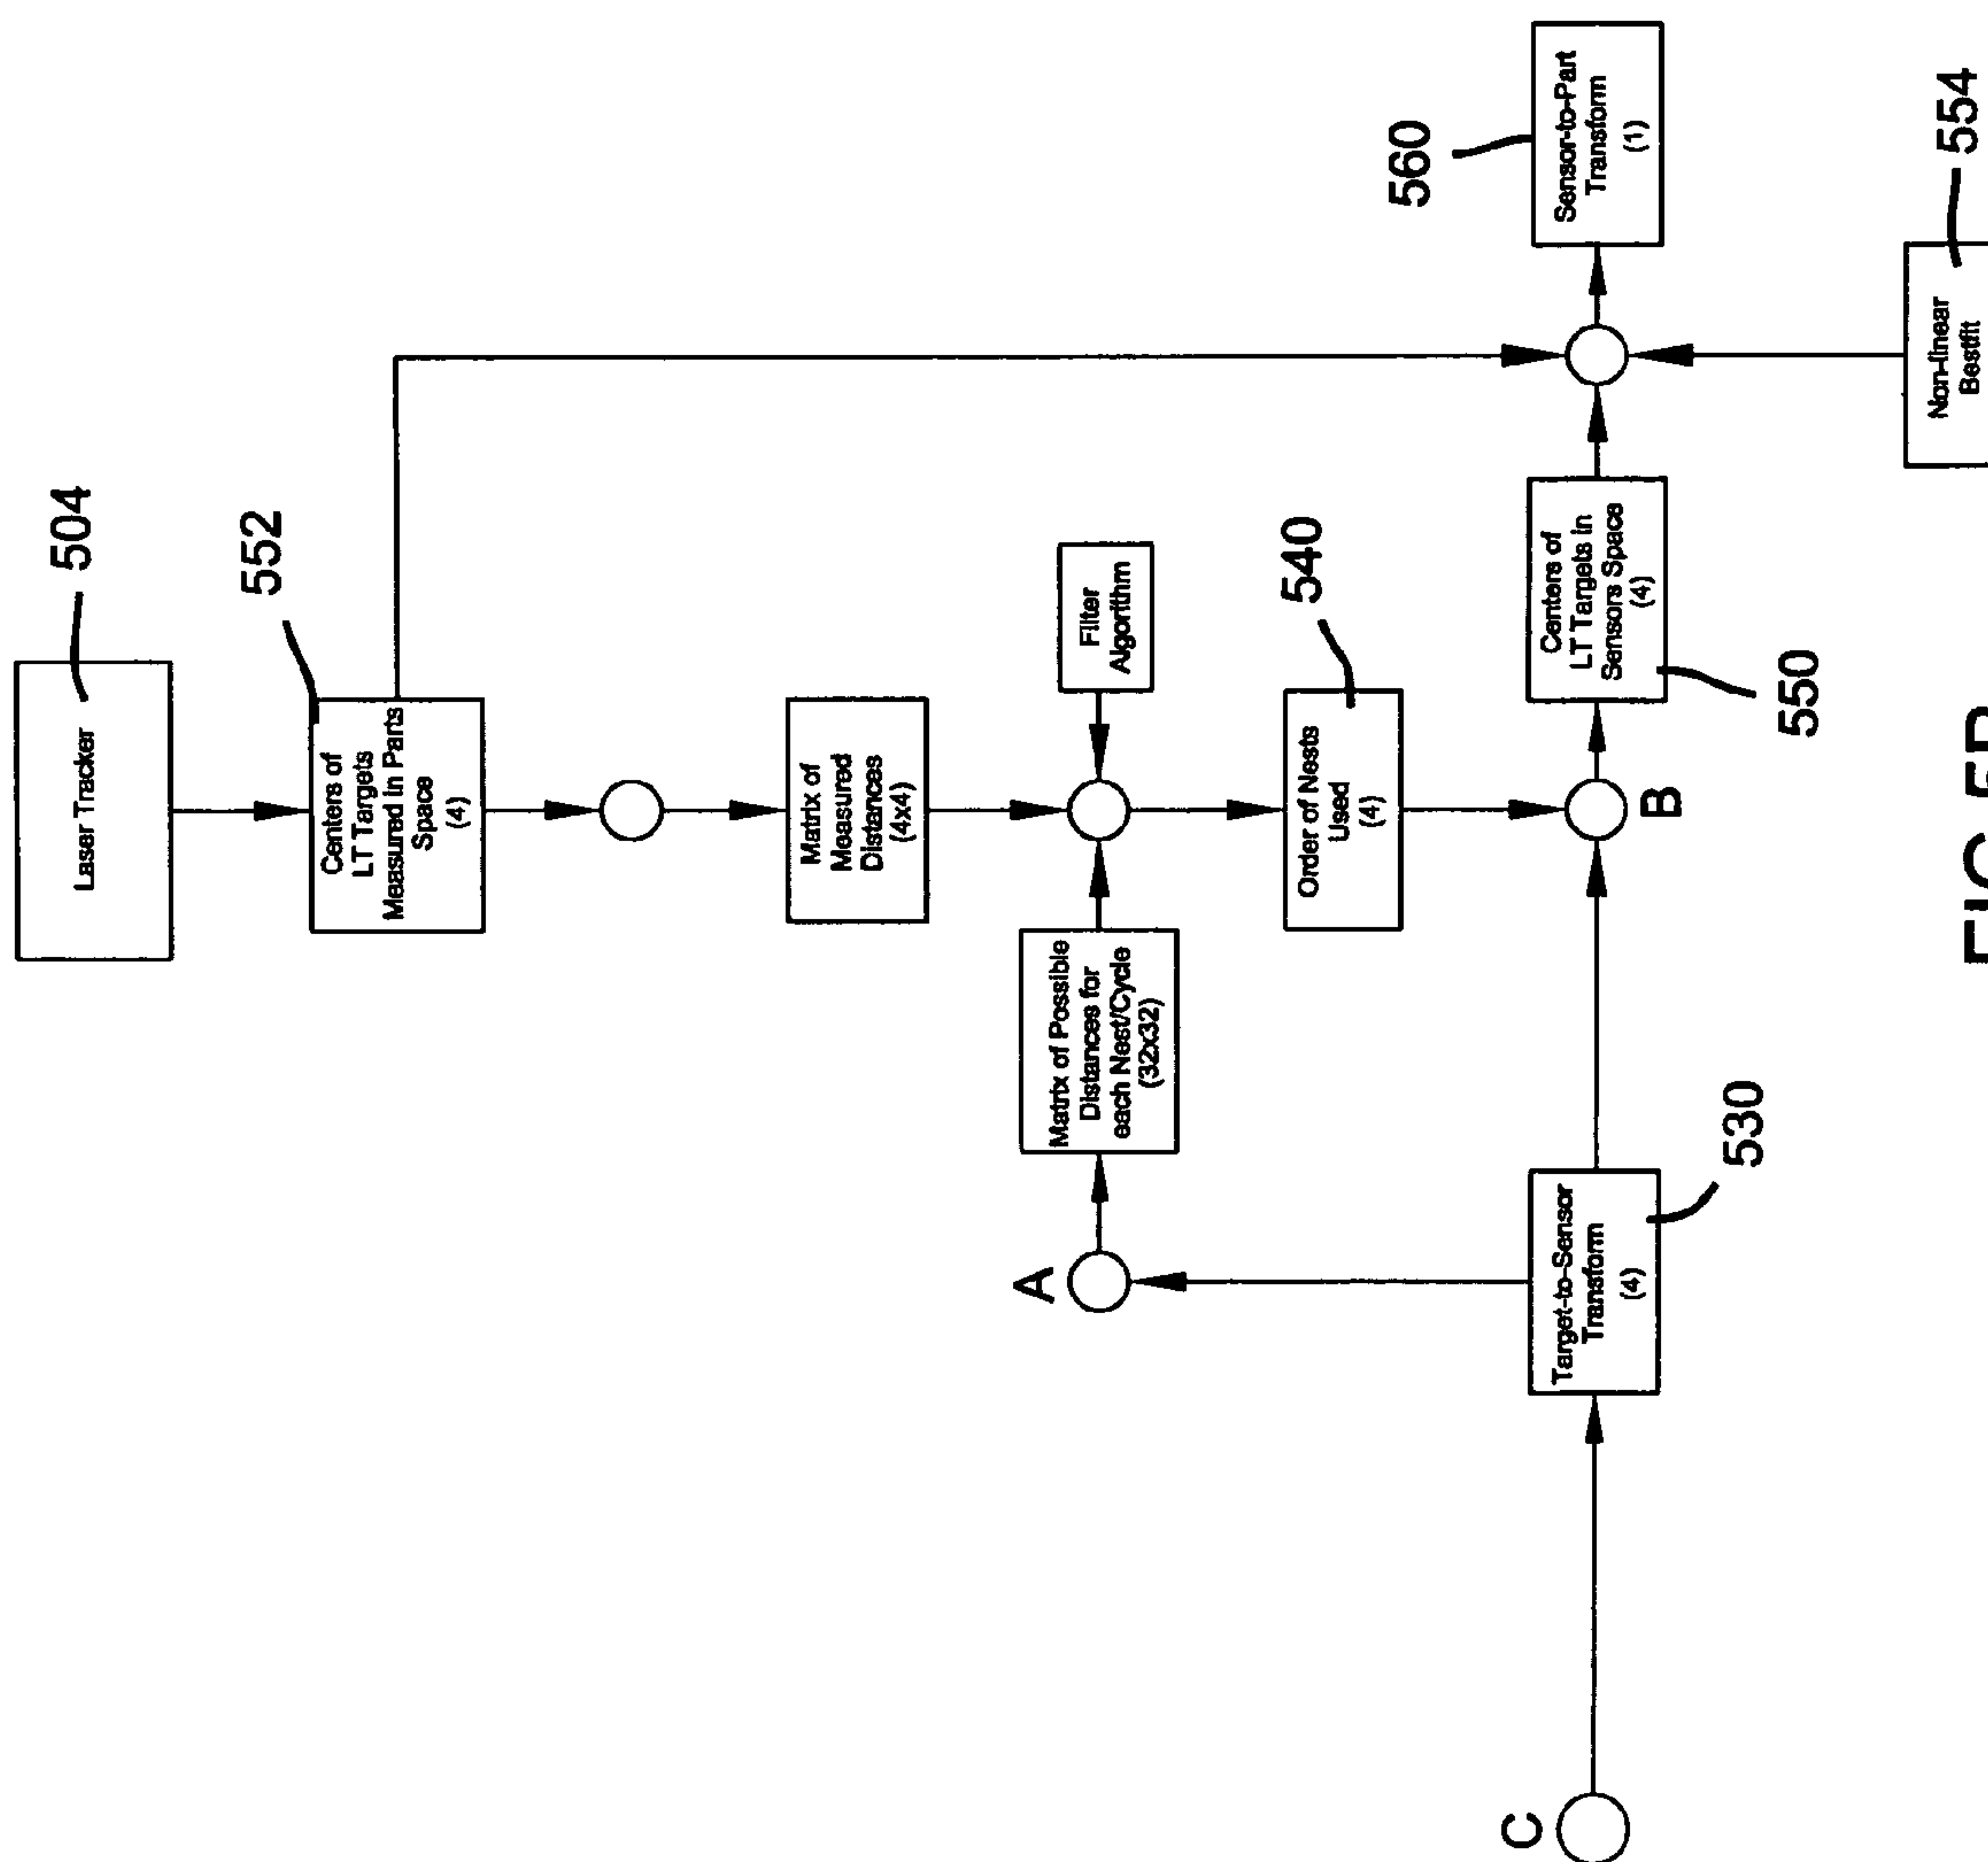 Laser Tracker
504
Centers of
LT Targets
Measured in Parts
Space
(4)
552
Matrix of
Measured
Distances
(4x4)
Filter
Algorithm
A
Matrix of Possible
Distances for
each Nest/Cycle
(32x32)
Order of Nests
Used
(4)
540
C
Target-to-Sensor
Transform
(4)
530
B
Centers of
LT Targets in
Sensors Space
(4)
550
Sensor-to-Part
Transform
(1)
560
Non-linear
Bestfit
554